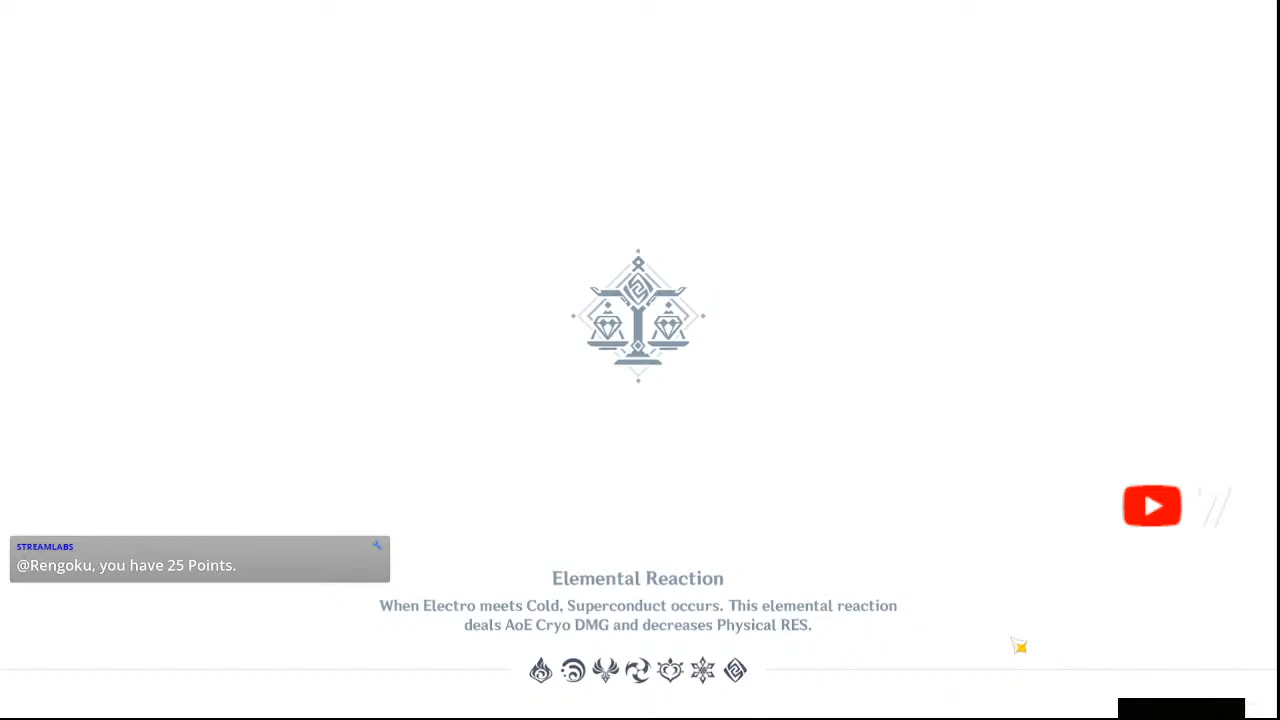 STREAMLABS
@Rengoku, you have 25 Points.
Elemental Reaction
When Electro meets Cold, Superconduct occurs. This elemental reaction
deals AoE Cryo DMG and decreases Physical RES.